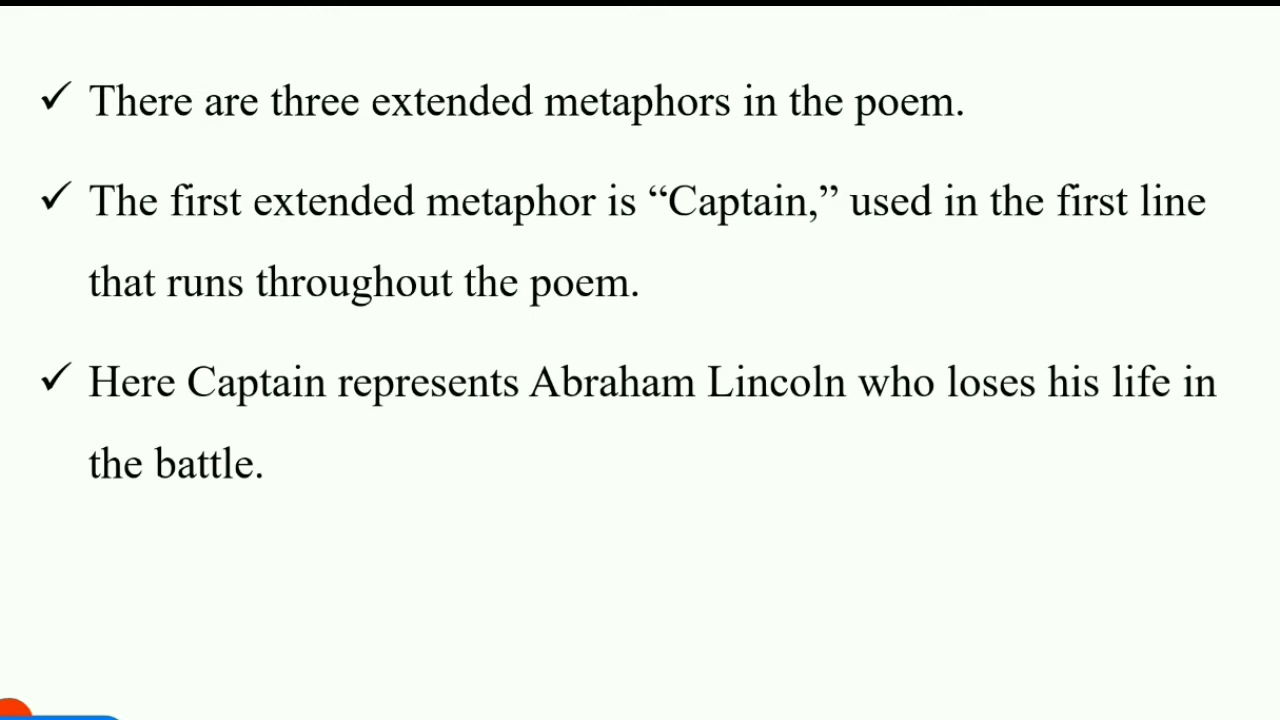 ✓ There are three extended metaphors in the poem.
✓ The first extended metaphor is “Captain,” used in the first line
that runs throughout the poem.
✓ Here Captain represents Abraham Lincoln who loses his life in
the battle.